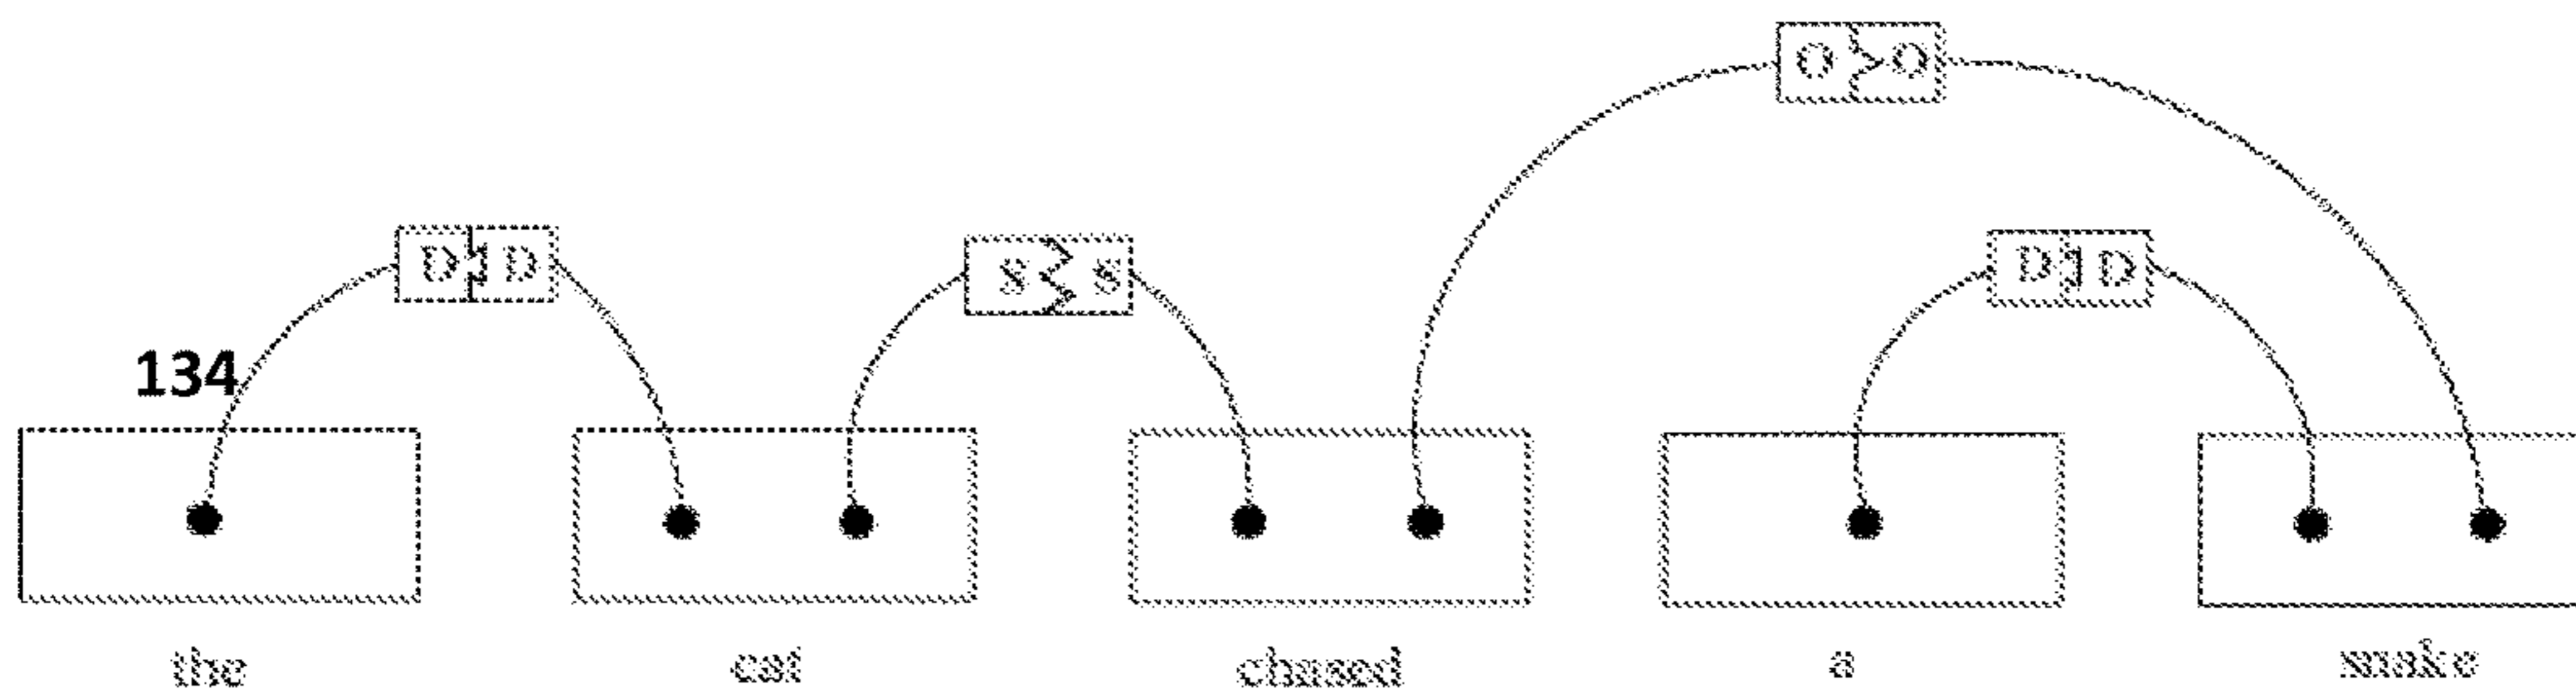 O O
D D
S S
D D
134
the cat chased a snake